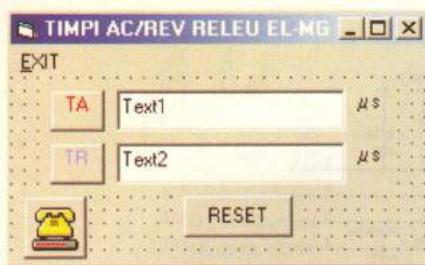 TIMPI AC/REV RELEU EL-MG
EXIT
TA Text1 μs
TR Text2 μs
RESET